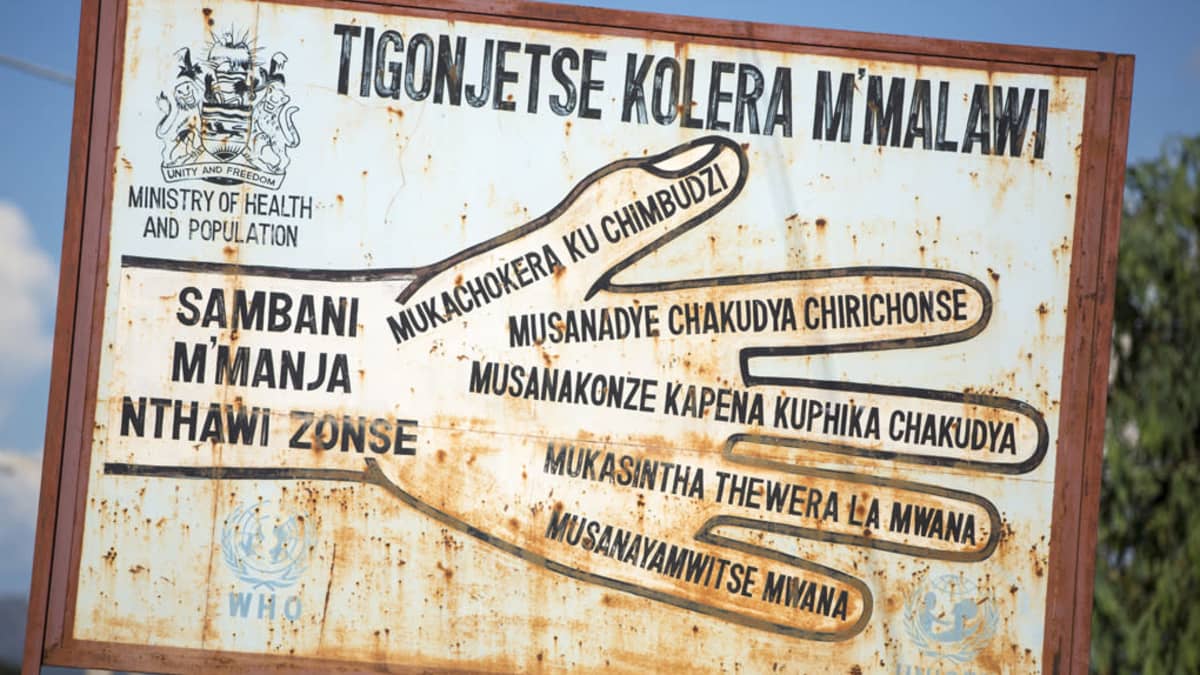 TIGONJETSE KOLERA M'MALAWI
UNITY AND FREEDOM
MINISTRY OF HEALTH
AND POPULATION
SAMBANI
M'MANJA
NTHAWI ZONSE
MUKACHOKERA KU CHIMBUDZI
MUSANADYE CHAKUDYA CHIRICHONSE
MUSANAKONZE KAPENA KUPHIKA CHAKUDYA
MUKASINTHA THEWERA LA MWANA
MUSANAYAMWITSE MWANA
WHO